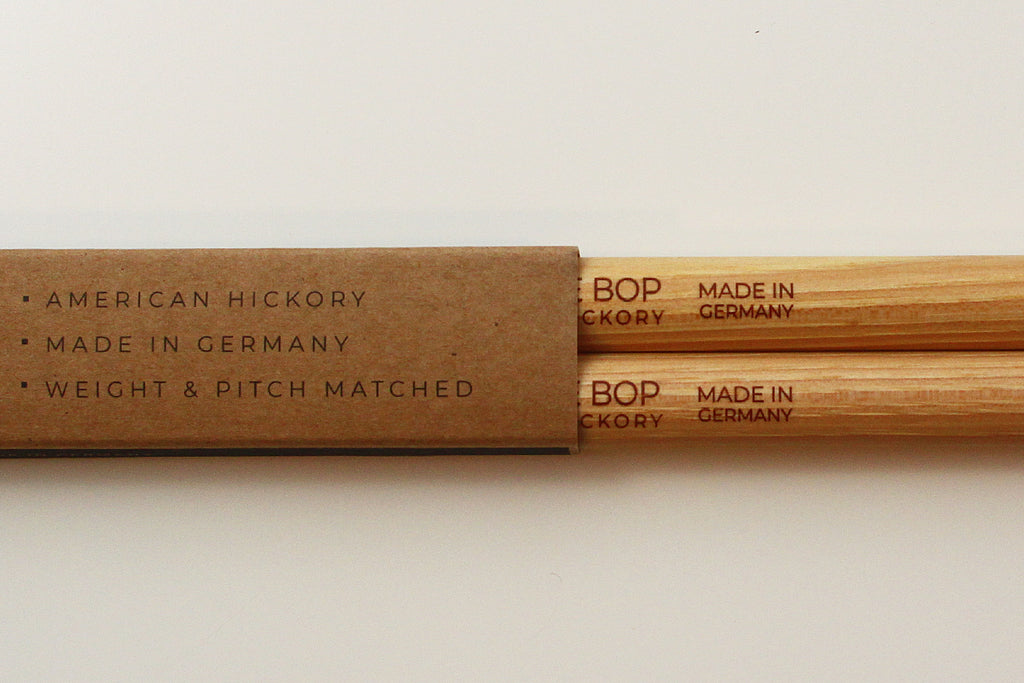 ▪ AMERICAN HICKORY
▪ MADE IN GERMANY
▪ WEIGHT & PITCH MATCHED
BOP
CKORY
MADE IN
GERMANY
BOP
CKORY
MADE IN
GERMANY